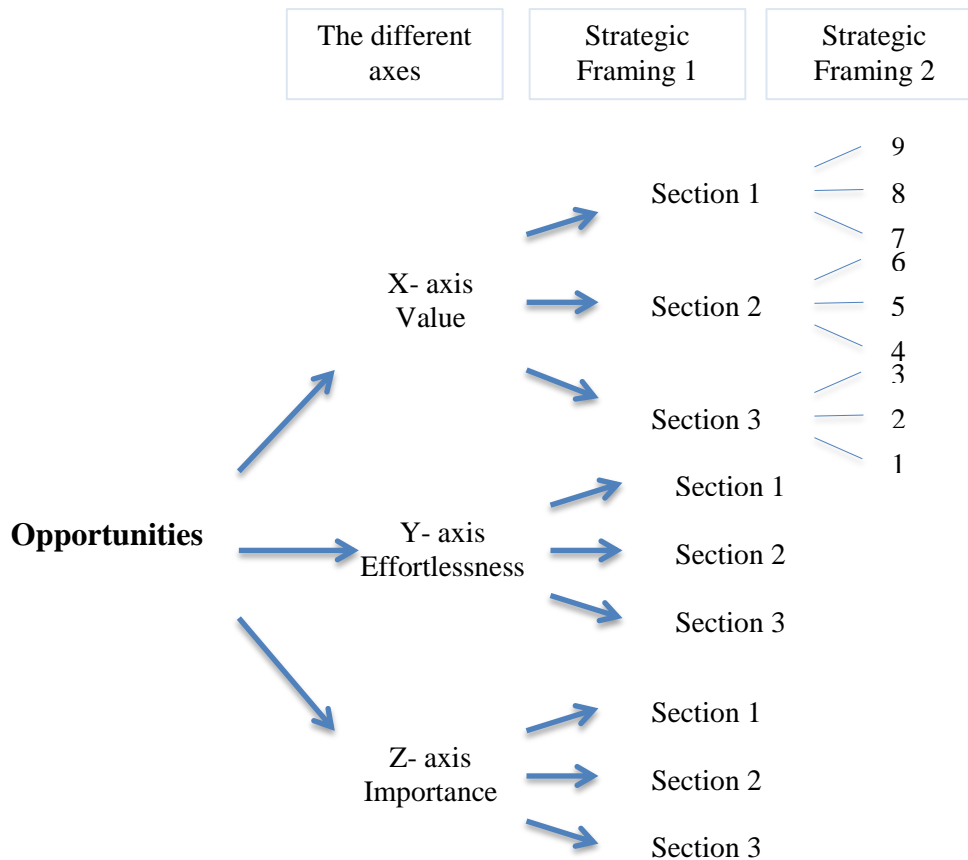 The different
axes
Strategic
Framing 1
Strategic
Framing 2
9
Section 1
8
7
6
X- axis
Value
Section 2
5
4
3
Section 3
2
1
Section 1
Opportunities
Y- axis
Effortlessness
Section 2
Section 3
Section 1
Z- axis
Importance
Section 2
Section 3